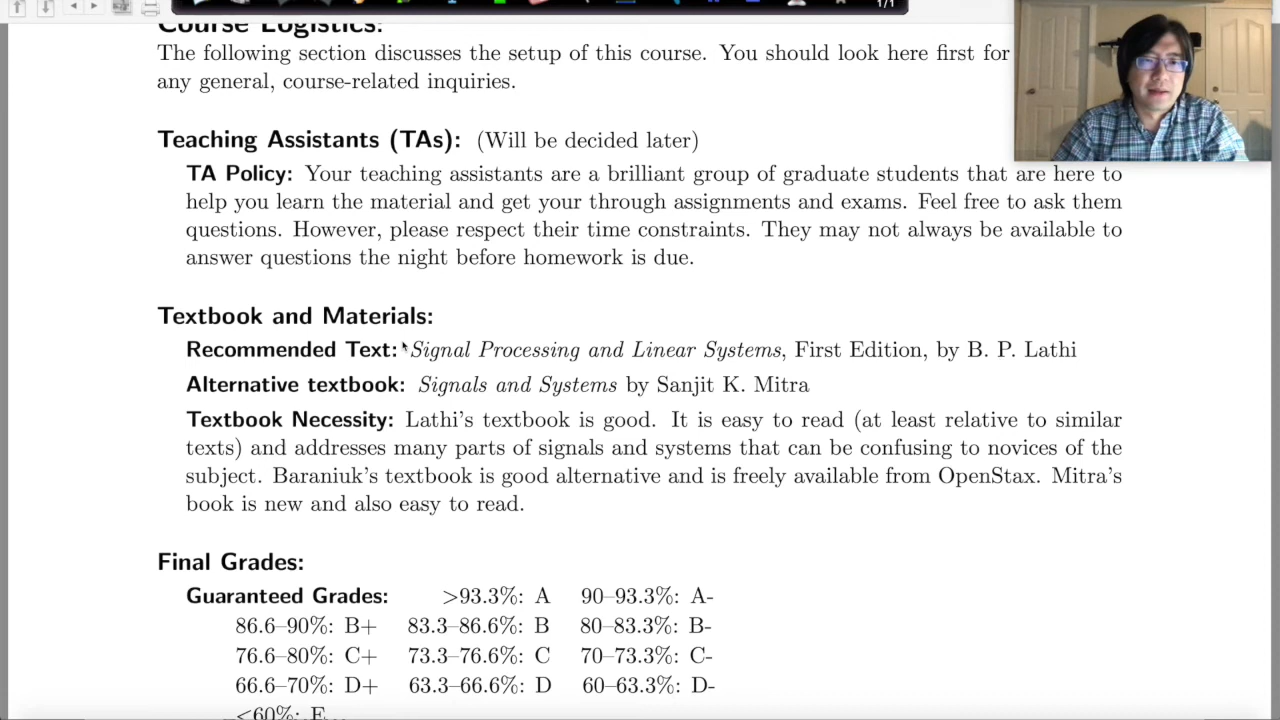 1/1
Course Logistics:
The following section discusses the setup of this course. You should look here first for
any general, course-related inquiries.
Teaching Assistants (TAs): (Will be decided later)
TA Policy: Your teaching assistants are a brilliant group of graduate students that are here to
help you learn the material and get your through assignments and exams. Feel free to ask them
questions. However, please respect their time constraints. They may not always be available to
answer questions the night before homework is due.
Textbook and Materials:
Recommended Text: Signal Processing and Linear Systems, First Edition, by B. P. Lathi
Alternative textbook: Signals and Systems by Sanjit K. Mitra
Textbook Necessity: Lathi's textbook is good. It is easy to read (at least relative to similar
texts) and addresses many parts of signals and systems that can be confusing to novices of the
subject. Baraniuk's textbook is good alternative and is freely available from OpenStax. Mitra's
book is new and also easy to read.
Final Grades:
Guaranteed Grades: >93.3%: A 90–93.3%: A-
86.6–90%: B+ 83.3–86.6%: B 80–83.3%: B-
76.6–80%: C+ 73.3–76.6%: C 70–73.3%: C-
66.6–70%: D+ 63.3–66.6%: D 60–63.3%: D-
<60%: E